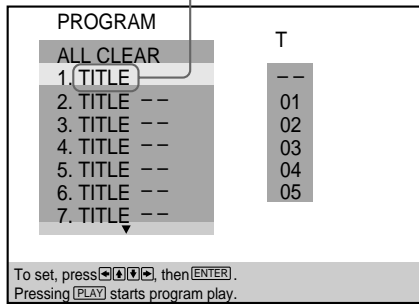 PROGRAM
T
ALL CLEAR
1. TITLE
– –
2. TITLE – – 01
3. TITLE – – 02
4. TITLE – – 03
5. TITLE – – 04
6. TITLE – – 05
7. TITLE – –
To set, press ←↑↓→, then ENTER.
Pressing PLAY starts program play.